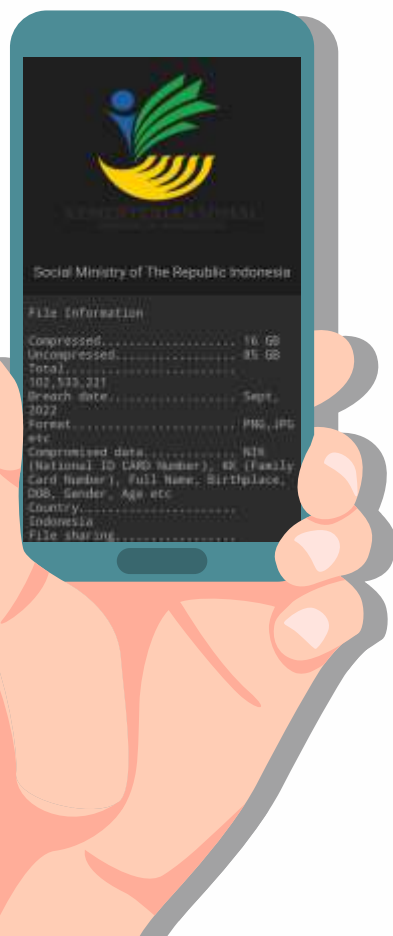 KEMENTERIAN SOSIAL
Social Ministry of The Republic Indonesia
File Information
Compressed.................... 16 GB
Uncompressed.................. 85 GB
Total.........................
102,533,221
Breach date................... Sept.
2022
Format........................ PNG,JPG
etc
Compromised data.............. NIK
(National ID CARD Number), KK (Family
Card Number), Full Name, Birthplace,
DOB, Gender, Age etc
Country.......................
Indonesia
File sharing..................